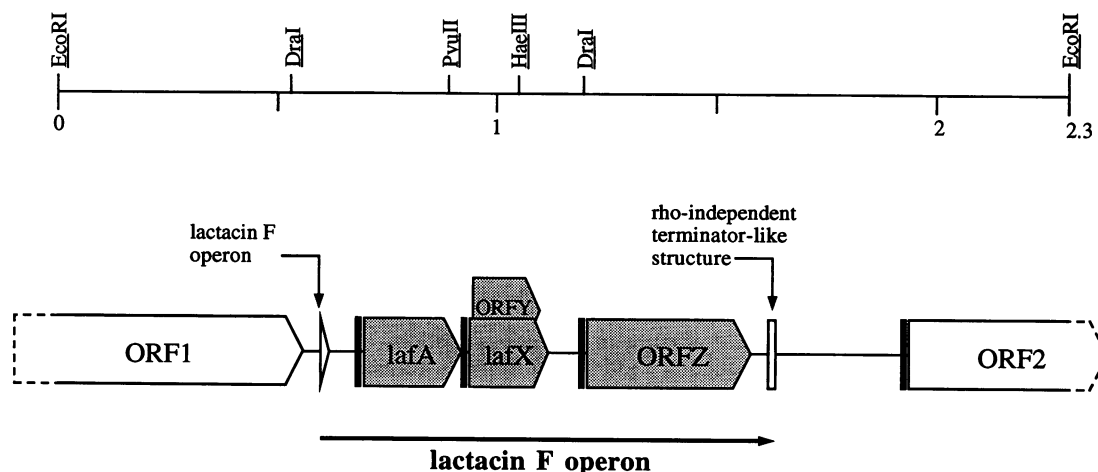 EcoRI
DraI
PvuII
HaeIII
DraI
EcoRI
0
1
2
2.3
lactacin F
operon
rho-independent
terminator-like
structure
ORF1
lafA
ORFY
lafX
ORFZ
ORF2
lactacin F operon